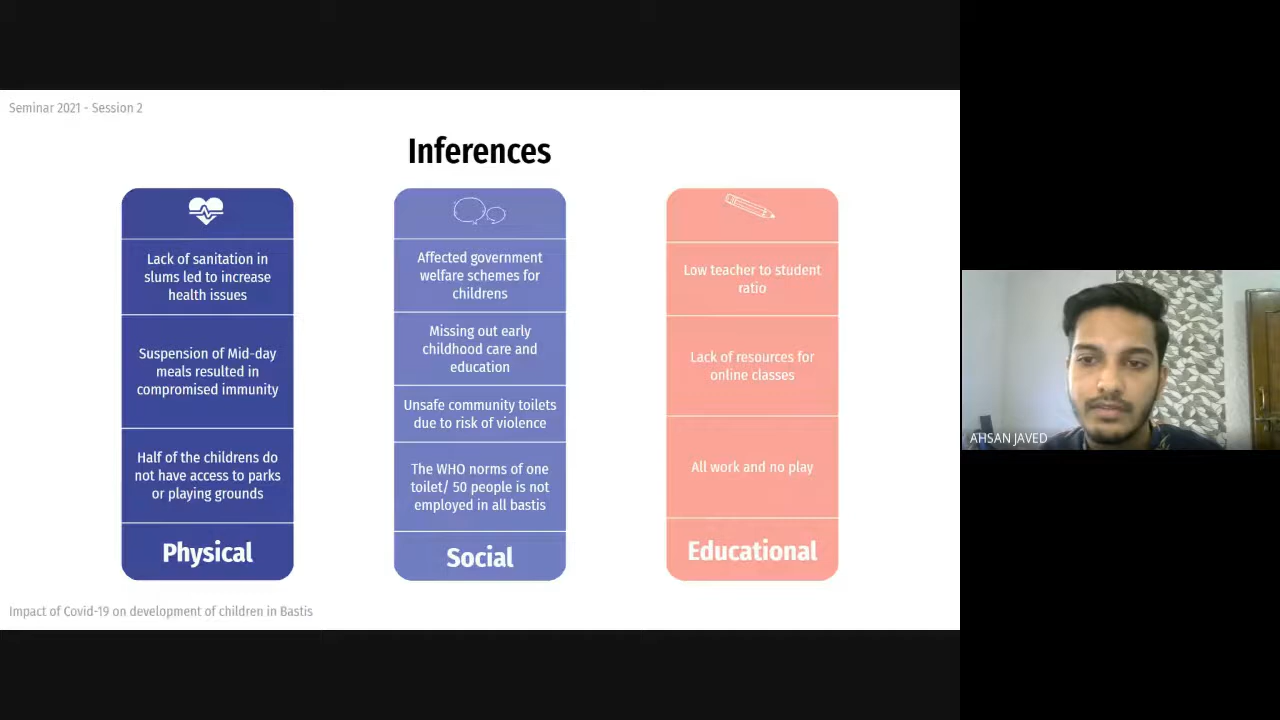 Seminar 2021 - Session 2
Inferences
Lack of sanitation in
slums led to increase
health issues
Suspension of Mid-day
meals resulted in
compromised immunity
Half of the childrens do
not have access to parks
or playing grounds
Physical
Affected government
welfare schemes for
childrens
Missing out early
childhood care and
education
Unsafe community toilets
due to risk of violence
The WHO norms of one
toilet/ 50 people is not
employed in all bastis
Social
Low teacher to student
ratio
Lack of resources for
online classes
All work and no play
Educational
Impact of Covid-19 on development of children in Bastis
AHSAN JAVED